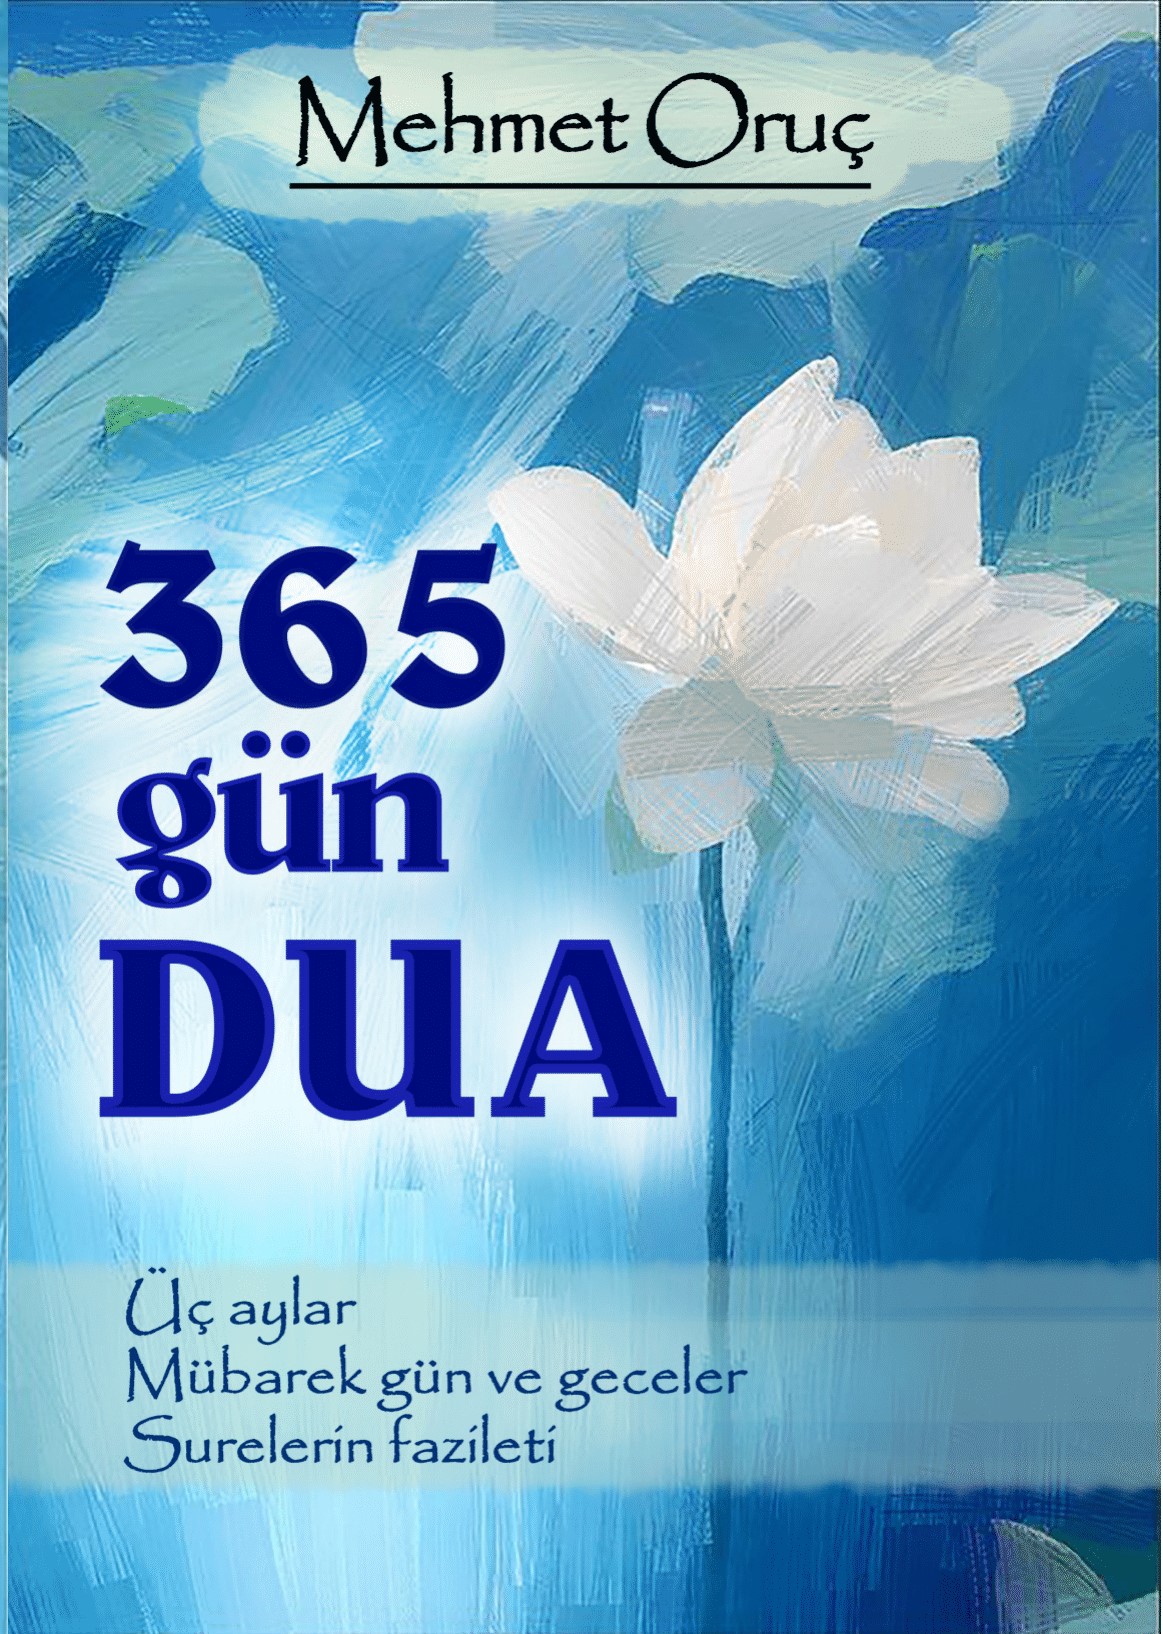 Mehmet Oruç
365
gün
DUA
Üç aylar
Mübarek gün ve geceler
Surelerin fazileti